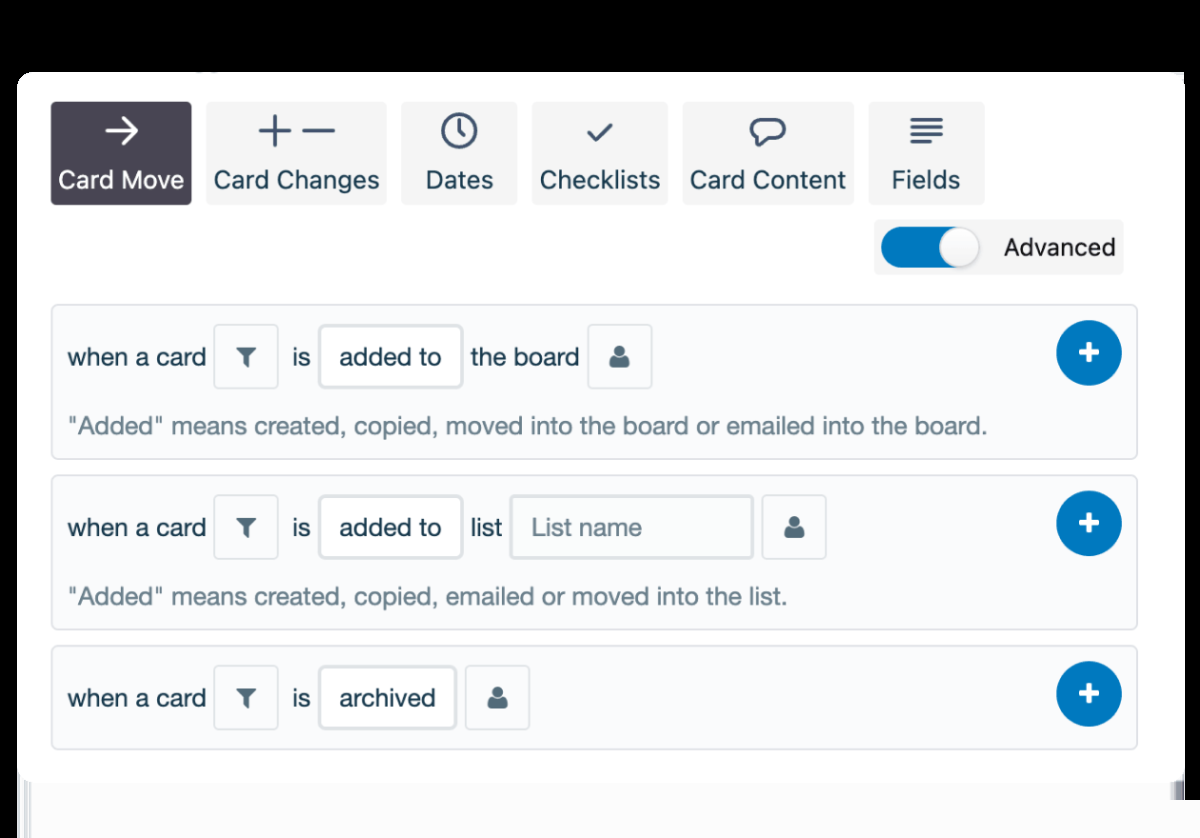 Card Move Card Changes Dates Checklists Card Content Fields
Advanced
when a card is added to the board
"Added" means created, copied, moved into the board or emailed into the board.
when a card is added to list List name
"Added" means created, copied, emailed or moved into the list.
when a card is archived